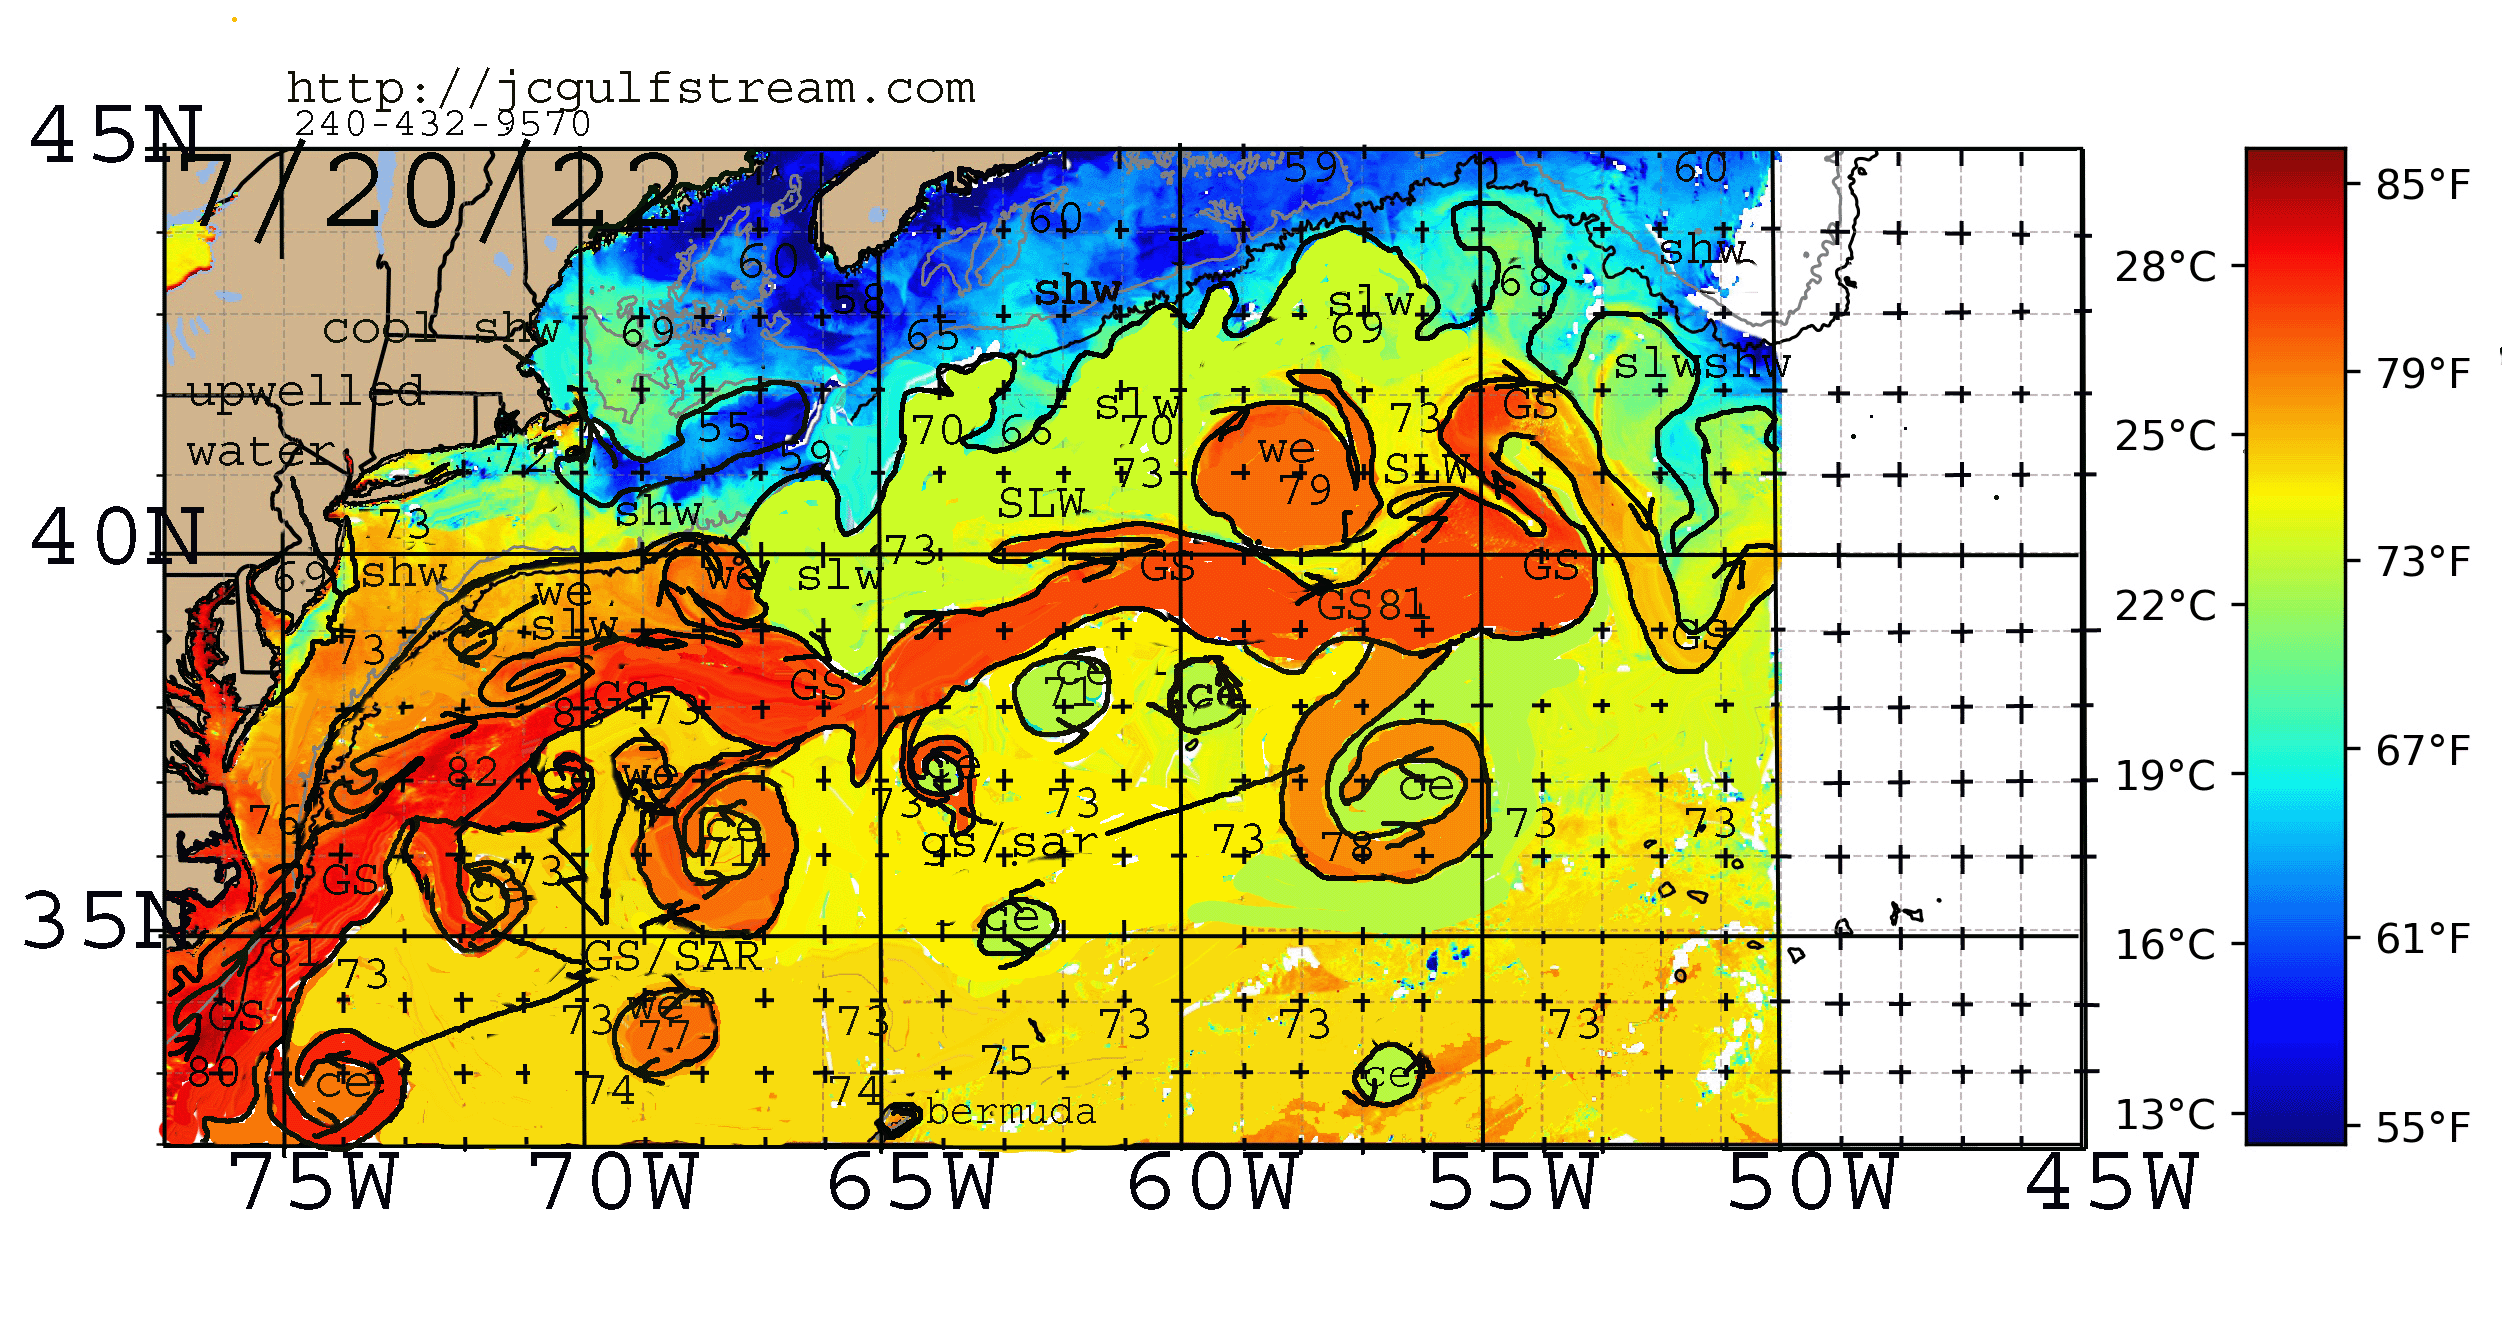 http://jcgulfstream.com
240-432-9570
45N
7/20/22
59
60
60
shw
60
85°F
28°C
58
shw
slw
68
cool shw
69
65
69
slwshw
79°F
upwelled
55
70
66
slw
70
73
GS
25°C
water
72
59
73
we
79
SLW
shw
SLW
73
40N
73
GS
GS
73°F
69
shw
we
we
slw
22°C
slw
GS81
73
GS
ce
71
ce
GS
GS
83
73
67°F
82
ce
we
ce
ce
19°C
76
73
73
gs/sar
73
78
73
73
ce
71
GS
ce
73
35N
ce
81
73
GS/SAR
61°F
16°C
GS
we
77
73
73
73
73
73
80
ce
74
74
75
ce
bermuda
13°C
55°F
75W
70W
65W
60W
55W
50W
45W